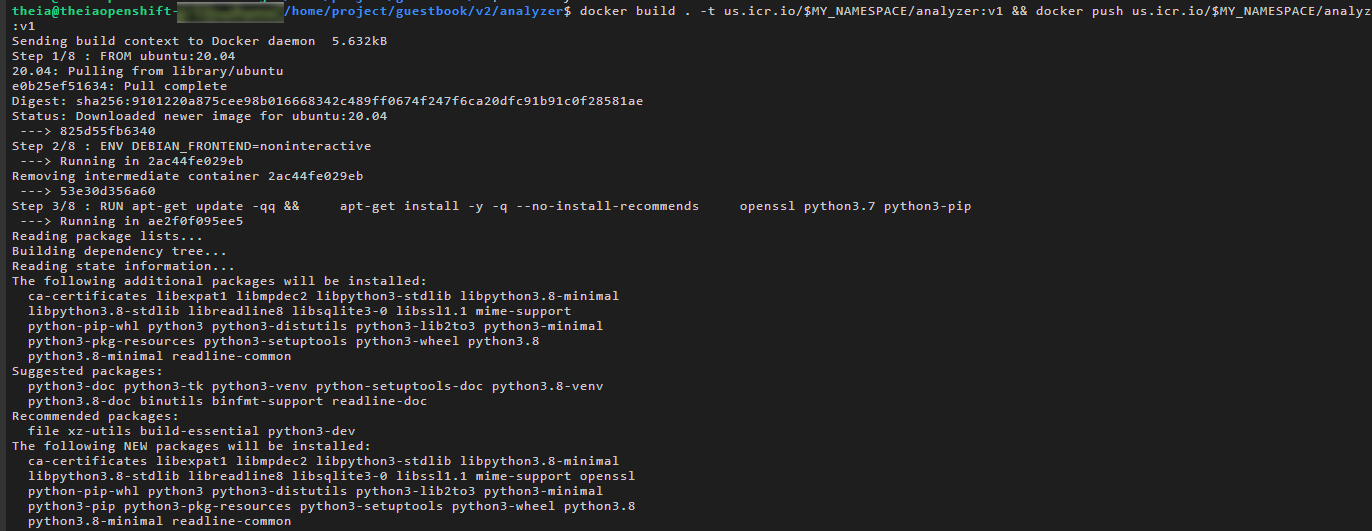 theia@theiaopenshift-/home/project/guestbook/v2/analyzer$ docker build . -t us.icr.io/$MY_NAMESPACE/analyzer:v1 && docker push us.icr.io/$MY_NAMESPACE/analyz
:v1
Sending build context to Docker daemon  5.632kB
Step 1/8 : FROM ubuntu:20.04
20.04: Pulling from library/ubuntu
e0b25ef51634: Pull complete
Digest: sha256:9101220a875cee98b016668342c489ff0674f247f6ca20dfc91b91c0f28581ae
Status: Downloaded newer image for ubuntu:20.04
 ---> 825d55fb6340
Step 2/8 : ENV DEBIAN_FRONTEND=noninteractive
 ---> Running in 2ac44fe029eb
Removing intermediate container 2ac44fe029eb
 ---> 53e30d356a60
Step 3/8 : RUN apt-get update -qq &&     apt-get install -y -q --no-install-recommends     openssl python3.7 python3-pip
 ---> Running in ae2f0f095ee5
Reading package lists...
Building dependency tree...
Reading state information...
The following additional packages will be installed:
  ca-certificates libexpat1 libmpdec2 libpython3-stdlib libpython3.8-minimal
  libpython3.8-stdlib libreadline8 libsqlite3-0 libssl1.1 mime-support
  python-pip-whl python3 python3-distutils python3-lib2to3 python3-minimal
  python3-pkg-resources python3-setuptools python3-wheel python3.8
  python3.8-minimal readline-common
Suggested packages:
  python3-doc python3-tk python3-venv python-setuptools-doc python3.8-venv
  python3.8-doc binutils binfmt-support readline-doc
Recommended packages:
  file xz-utils build-essential python3-dev
The following NEW packages will be installed:
  ca-certificates libexpat1 libmpdec2 libpython3-stdlib libpython3.8-minimal
  libpython3.8-stdlib libreadline8 libsqlite3-0 libssl1.1 mime-support openssl
  python-pip-whl python3 python3-distutils python3-lib2to3 python3-minimal
  python3-pip python3-pkg-resources python3-setuptools python3-wheel python3.8
  python3.8-minimal readline-common